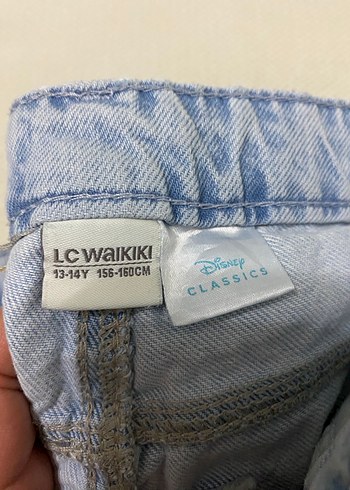 LC WAIKIKI
13-14Y 156-160CM
Disney
CLASSICS